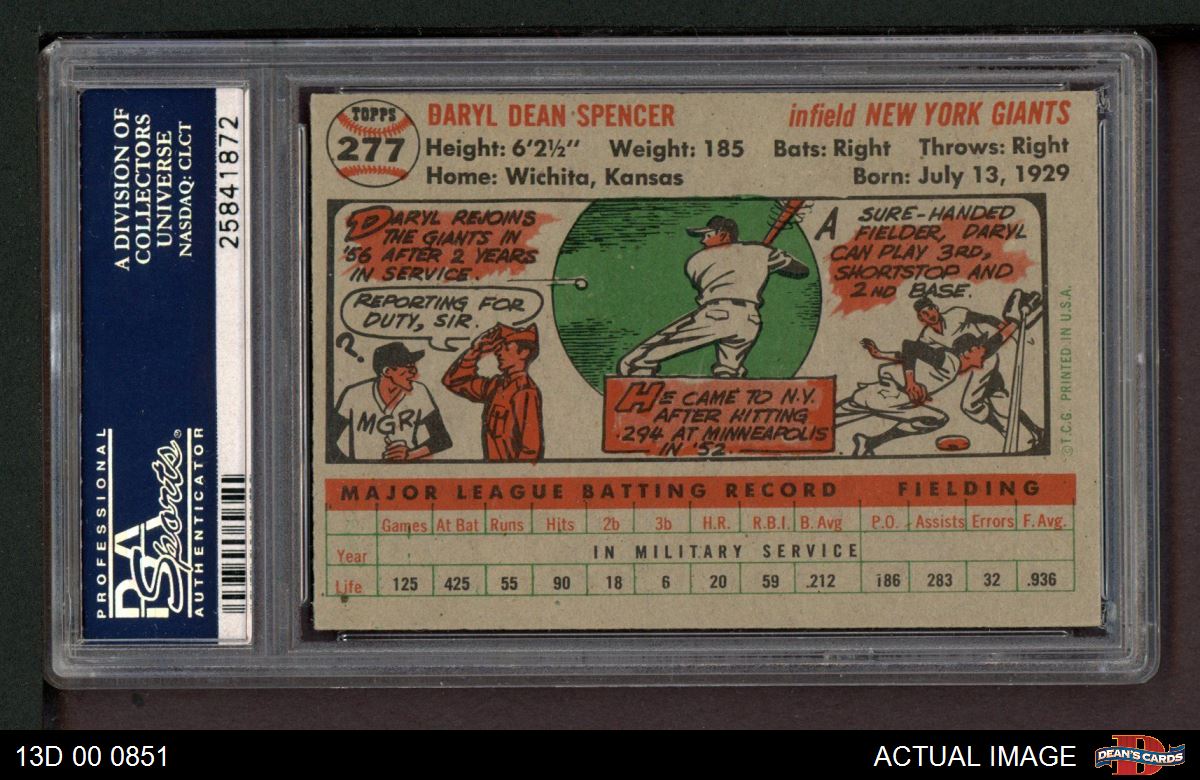 A DIVISION OF
COLLECTORS
UNIVERSE
NASDAQ: CLCT
25841872
PROFESSIONAL
PSA
Sports®
AUTHENTICATOR
TOPPS
277
DARYL DEAN SPENCER
infield NEW YORK GIANTS
Height: 6'2½" Weight: 185 Bats: Right Throws: Right
Home: Wichita, Kansas Born: July 13, 1929
DARYL REJOINS
THE GIANTS IN
'56 AFTER 2 YEARS
IN SERVICE.
REPORTING FOR
DUTY, SIR.
?
MGR
HE CAME TO N.Y.
AFTER HITTING
.294 AT MINNEAPOLIS
IN '52.
A SURE-HANDED
FIELDER, DARYL
CAN PLAY 3RD,
SHORTSTOP AND
2ND BASE.
©T.C.G. PRINTED IN U.S.A.
MAJOR LEAGUE BATTING RECORD FIELDING
Games At Bat Runs Hits 2b 3b H.R. R.B.I. B. Avg P.O. Assists Errors F. Avg.
Year IN MILITARY SERVICE
Life 125 425 55 90 18 6 20 59 .212 186 283 32 .936
13D 00 0851
ACTUAL IMAGE
D
DEAN'S CARDS